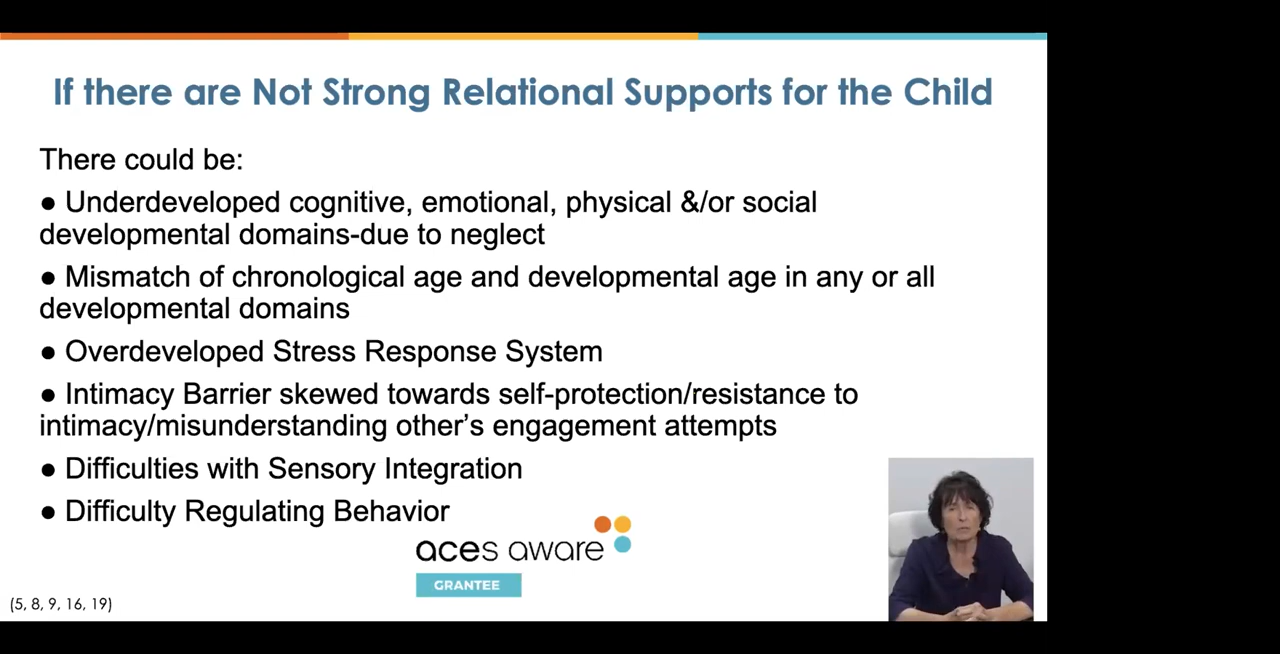 If there are Not Strong Relational Supports for the Child
There could be:
● Underdeveloped cognitive, emotional, physical &/or social
developmental domains-due to neglect
● Mismatch of chronological age and developmental age in any or all
developmental domains
● Overdeveloped Stress Response System
● Intimacy Barrier skewed towards self-protection/resistance to
intimacy/misunderstanding other’s engagement attempts
● Difficulties with Sensory Integration
● Difficulty Regulating Behavior
aces aware
GRANTEE
(5, 8, 9, 16, 19)